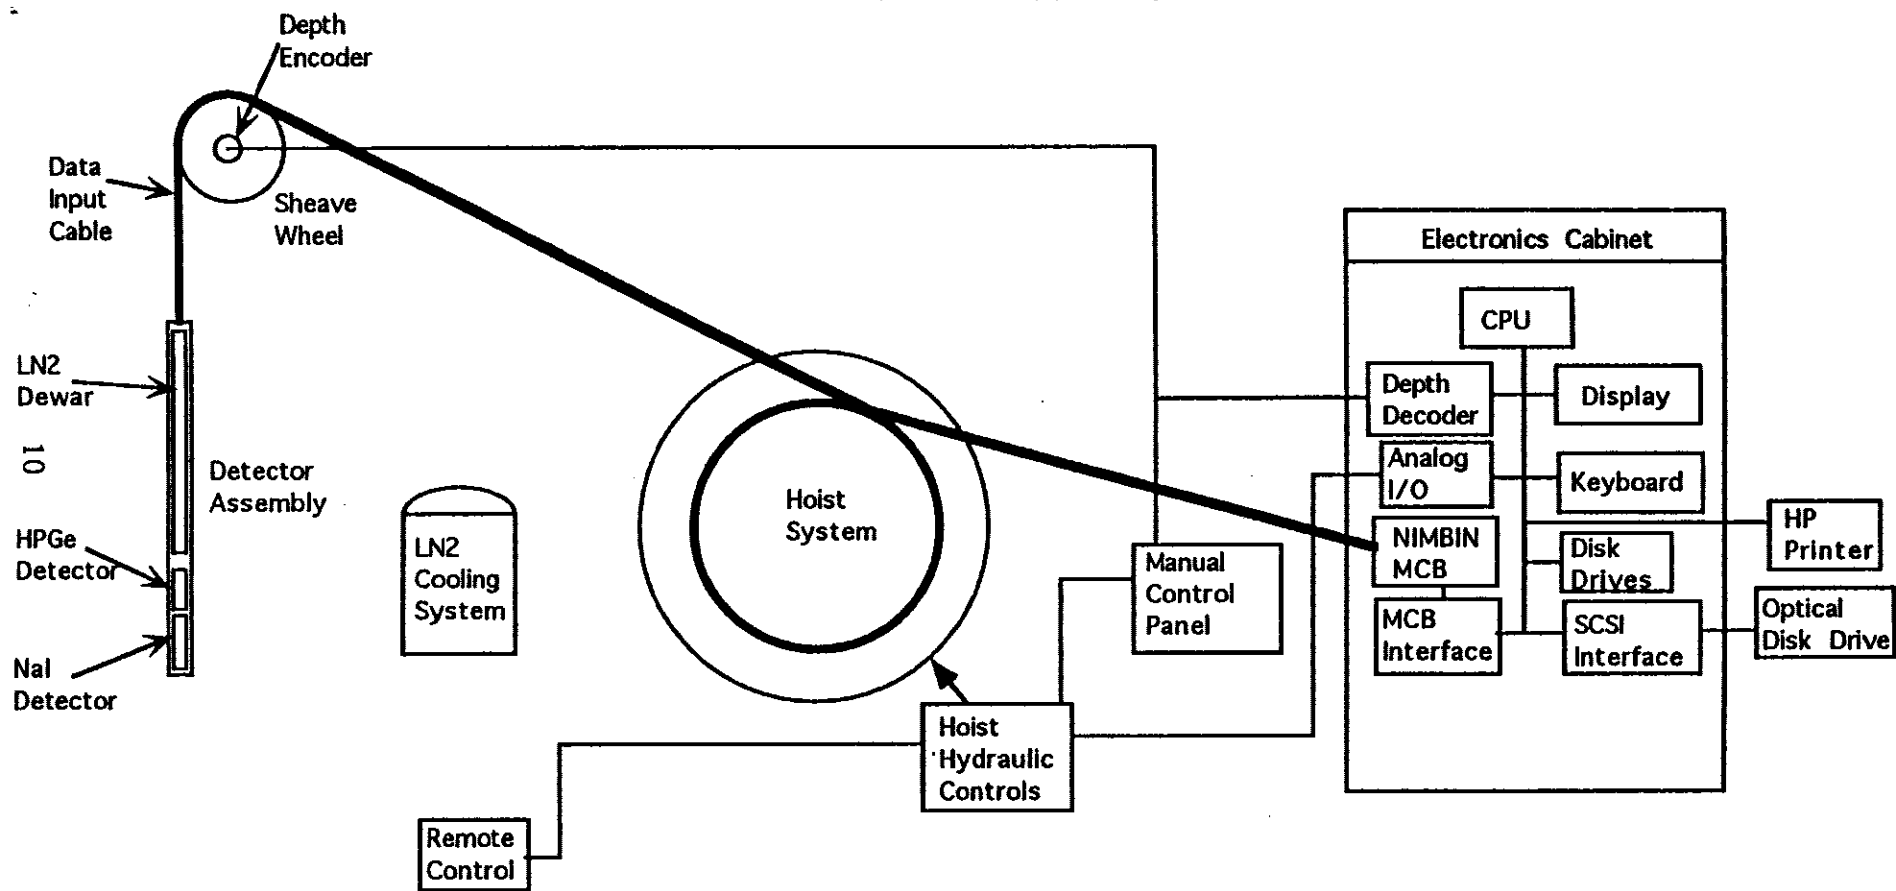 Depth
Encoder
Data
Input
Cable
Sheave
Wheel
LN2
Dewar
10
Detector
Assembly
HPGe
Detector
NaI
Detector
LN2
Cooling
System
Hoist
System
Manual
Control
Panel
Hoist
Hydraulic
Controls
Remote
Control
Electronics Cabinet
CPU
Depth
Decoder
Display
Analog
I/O
Keyboard
NIMBIN
MCB
Disk
Drives
HP
Printer
MCB
Interface
SCSI
Interface
Optical
Disk Drive